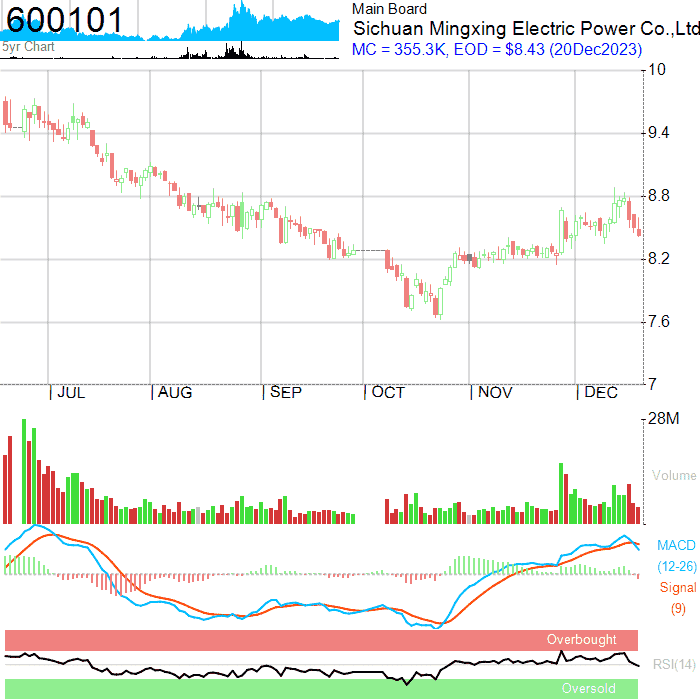 600101
5yr Chart
Main Board
Sichuan Mingxing Electric Power Co.,Ltd
MC = 355.3K, EOD = $8.43 (20Dec2023)
10
9.4
8.8
8.2
7.6
7
| JUL | AUG | SEP | OCT | NOV | DEC
28M
Volume
MACD
(12-26)
Signal
(9)
Overbought
RSI(14)
Oversold